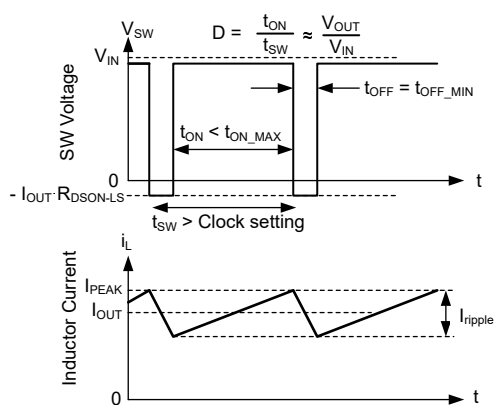 V_SW
D = t_ON / t_SW ≈ V_OUT / V_IN
V_IN
SW Voltage
t_OFF = t_OFF_MIN
t_ON < t_ON_MAX
0
t
- I_OUT·R_DSON-LS
t_SW > Clock setting
i_L
Inductor Current
I_PEAK
I_OUT
I_ripple
0
t